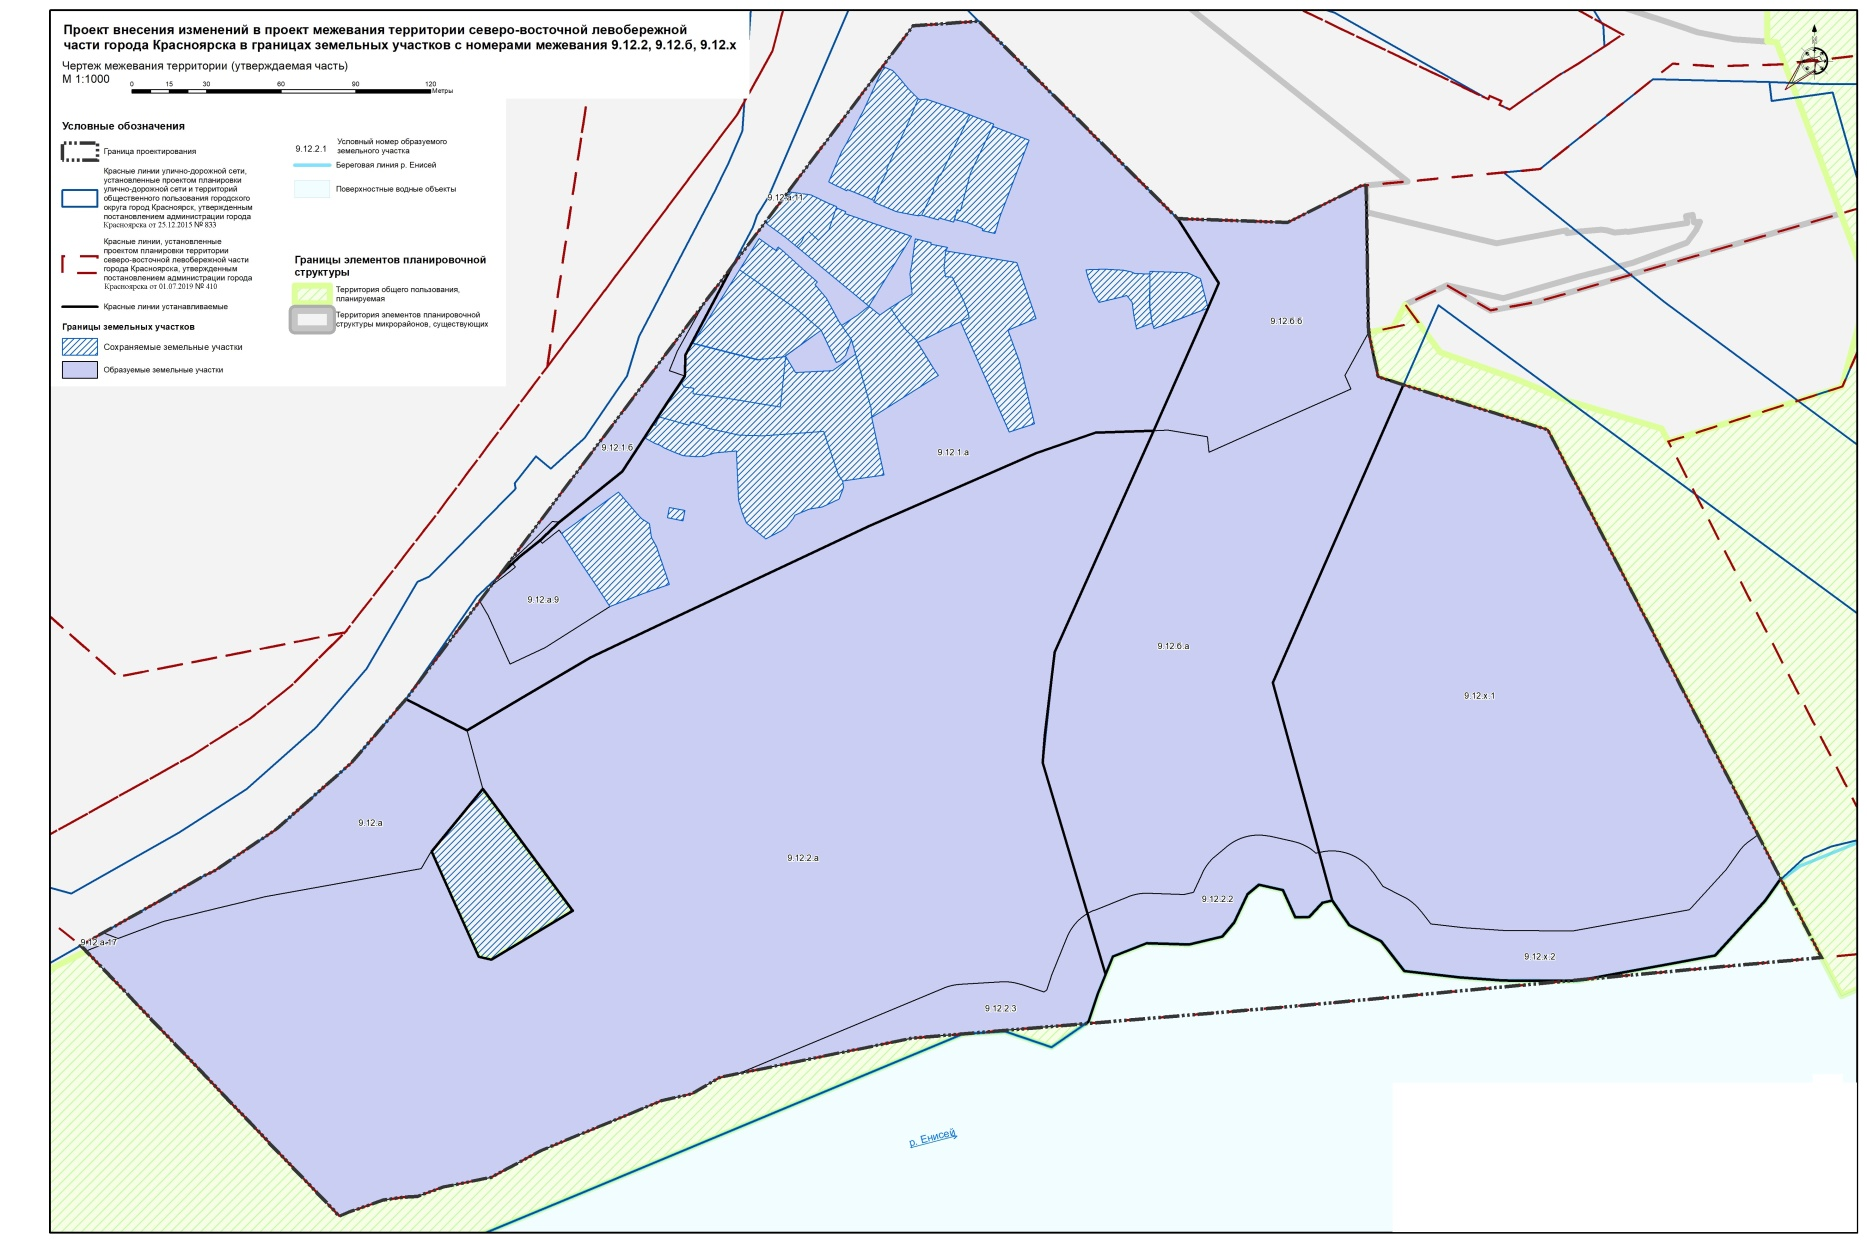 Проект внесения изменений в проект межевания территории северо-восточной левобережной
части города Красноярска в границах земельных участков с номерами межевания 9.12.2, 9.12.б, 9.12.х
Чертеж межевания территории (утверждаемая часть)
М 1:1000
0 15 30 60 90 120
Метры
Условные обозначения
Граница проектирования
Красные линии улично-дорожной сети,
установленные проектом планировки
улично-дорожной сети и территорий
общественного пользования городского
округа город Красноярск, утвержденным
постановлением администрации города
Красноярска от 25.12.2015 № 833
Красные линии, установленные
проектом планировки территории
северо-восточной левобережной части
города Красноярска, утвержденным
постановлением администрации города
Красноярска от 01.07.2019 № 410
Красные линии устанавливаемые
Границы земельных участков
Сохраняемые земельные участки
Образуемые земельные участки
9.12.2.1
Условный номер образуемого
земельного участка
Береговая линия р. Енисей
Поверхностные водные объекты
Границы элементов планировочной
структуры
Территория общего пользования,
планируемая
Территория элементов планировочной
структуры микрорайонов, существующих
9.12.а.11
9.12.б.б
9.12.1.б
9.12.1.а
9.12.а.9
9.12.б.а
9.12.х.1
9.12.а
9.12.2.а
9.12.2.2
9.12.а.17
9.12.х.2
9.12.2.3
р. Енисей